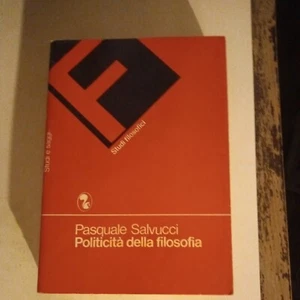 Studi filosofici
Pasquale Salvucci
Politicità della filosofia